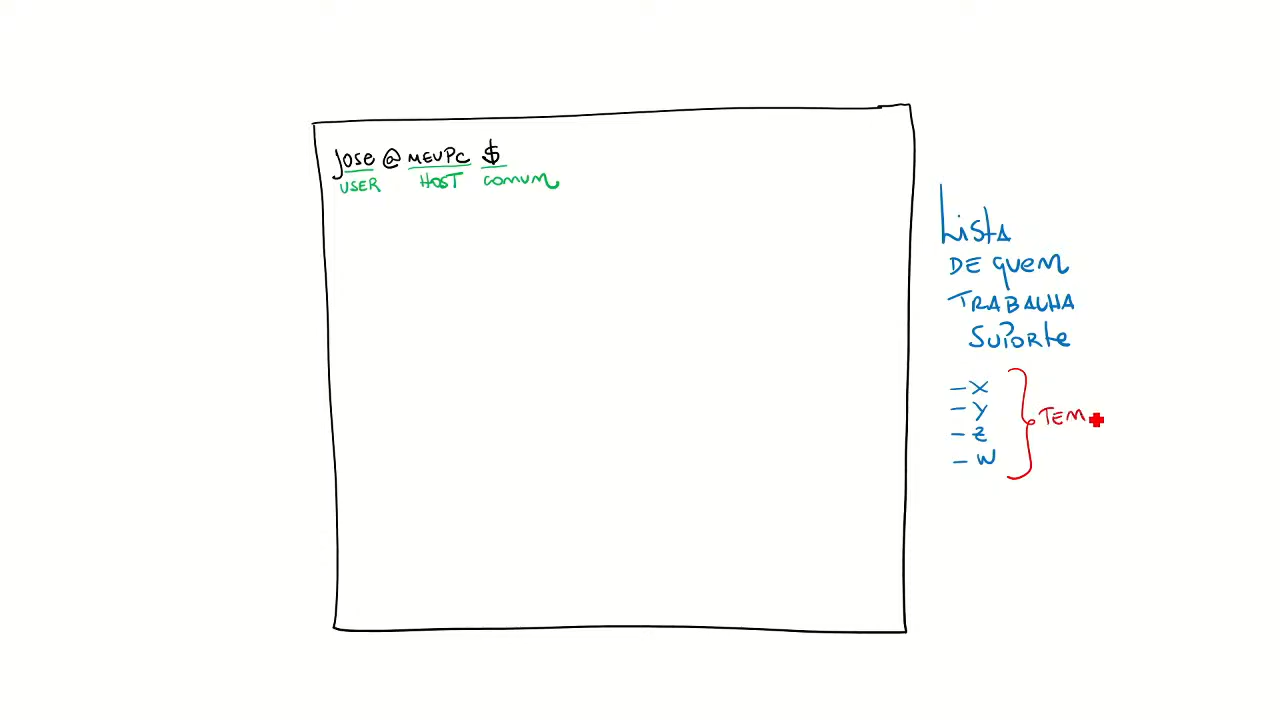 jose @ MEUPC $
USER HOST comum
Lista
DE quem
TRABALHA
SUPORTE
- X
- Y
- Z
- W
TEM